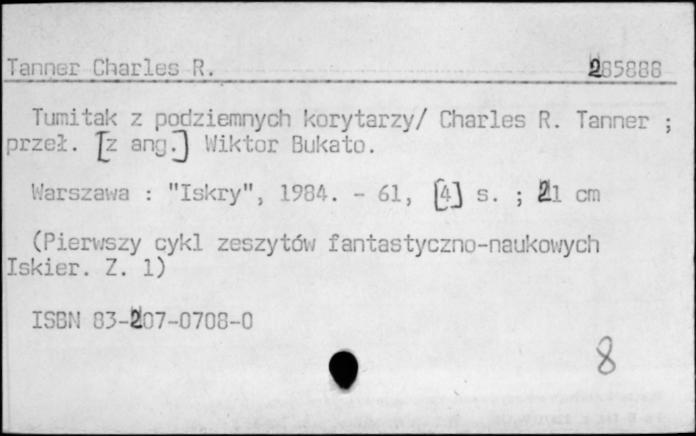 Tanner Charles R. 285888
Tumitak z podziemnych korytarzy/ Charles R. Tanner ;
przeł. [z ang.] Wiktor Bukato.
Warszawa : "Iskry", 1984. - 61, [4] s. ; 21 cm
(Pierwszy cykl zeszytów fantastyczno-naukowych
Iskier. Z. 1)
ISBN 83-207-0708-0
8